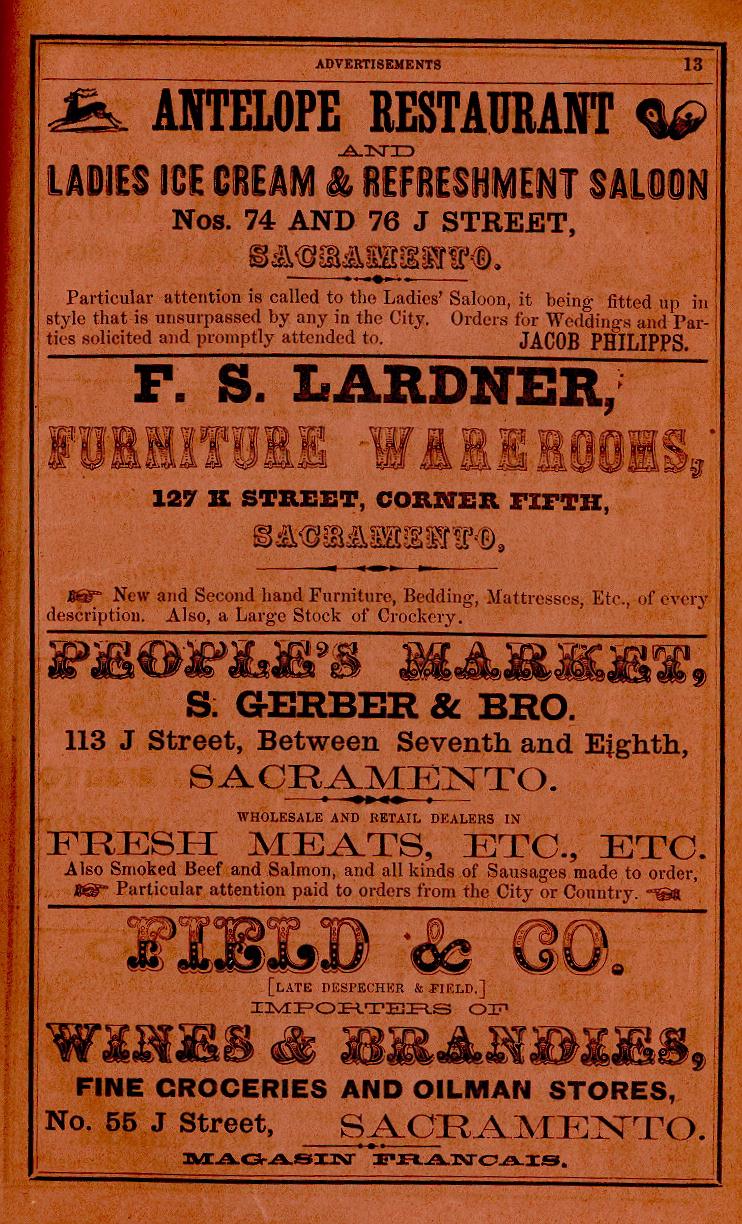 ADVERTISEMENTS 13
ANTELOPE RESTAURANT
AND
LADIES ICE CREAM & REFRESHMENT SALOON
Nos. 74 AND 76 J STREET,
SACRAMENTO.
Particular attention is called to the Ladies' Saloon, it being fitted up in
style that is unsurpassed by any in the City. Orders for Weddings and Par-
ties solicited and promptly attended to. JACOB PHILIPPS.
F. S. LARDNER,
FURNITURE WAREROOMS,
127 K STREET, CORNER FIFTH,
SACRAMENTO,
New and Second hand Furniture, Bedding, Mattresses, Etc., of every
description. Also, a Large Stock of Crockery.
PEOPLE'S MARKET,
S. GERBER & BRO.
113 J Street, Between Seventh and Eighth,
SACRAMENTO.
WHOLESALE AND RETAIL DEALERS IN
FRESH MEATS, ETC., ETC.
Also Smoked Beef and Salmon, and all kinds of Sausages made to order,
Particular attention paid to orders from the City or Country.
FIELD & CO.
[LATE DESPECHER & FIELD.]
IMPORTERS OF
WINES & BRANDIES,
FINE GROCERIES AND OILMAN STORES,
No. 55 J Street, SACRAMENTO.
MAGASIN FRANCAIS.